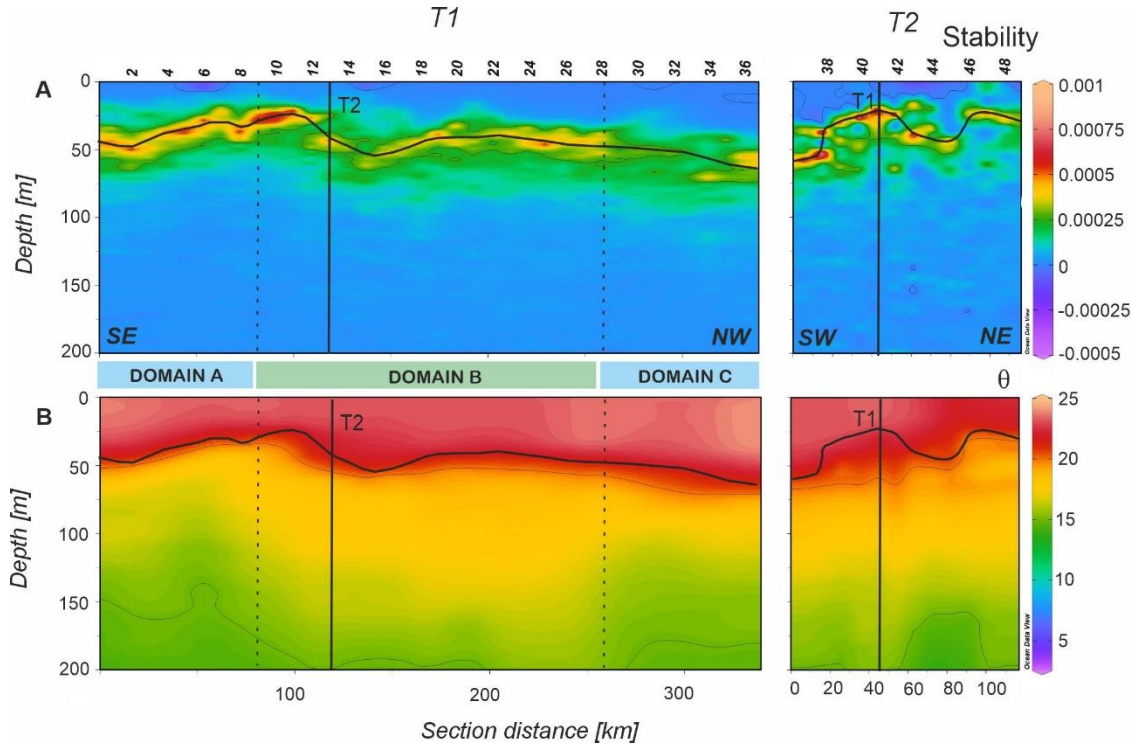 T1
T2
Stability
2 4 6 8 10 12 14 16 18 20 22 24 26 28 30 32 34 36
38 40 42 44 46 48
A
0
50
100
150
200
Depth [m]
T2
SE
NW
T1
SW
NE
Ocean Data View
0.001
0.00075
0.0005
0.00025
0
-0.00025
-0.0005
DOMAIN A
DOMAIN B
DOMAIN C
θ
B
0
50
100
150
200
Depth [m]
T2
T1
Ocean Data View
25
20
15
10
5
100 200 300
0 20 40 60 80 100
Section distance [km]